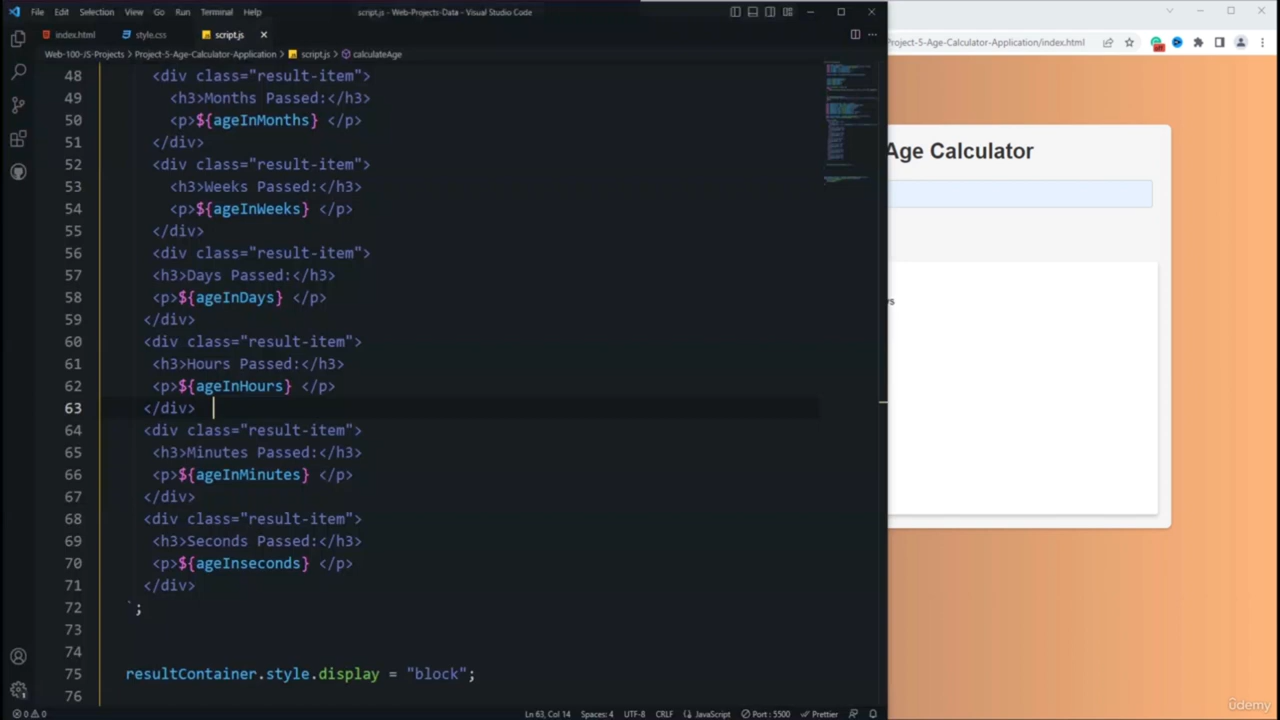 File Edit Selection View Go Run Terminal Help
script.js - Web-Projects-Data - Visual Studio Code
index.html
style.css
script.js
Web-100-JS-Projects > Project-5-Age-Calculator-Application > script.js > calculateAge
48 <div class="result-item">
49 <h3>Months Passed:</h3>
50 <p>${ageInMonths} </p>
51 </div>
52 <div class="result-item">
53 <h3>Weeks Passed:</h3>
54 <p>${ageInWeeks} </p>
55 </div>
56 <div class="result-item">
57 <h3>Days Passed:</h3>
58 <p>${ageInDays} </p>
59 </div>
60 <div class="result-item">
61 <h3>Hours Passed:</h3>
62 <p>${ageInHours} </p>
63 </div>
64 <div class="result-item">
65 <h3>Minutes Passed:</h3>
66 <p>${ageInMinutes} </p>
67 </div>
68 <div class="result-item">
69 <h3>Seconds Passed:</h3>
70 <p>${ageInseconds} </p>
71 </div>
72 `;
73
74
75 resultContainer.style.display = "block";
76
0 0 Ln 63, Col 14 Spaces: 4 UTF-8 CRLF JavaScript Port : 5500 Prettier
roject-5-Age-Calculator-Application/index.html
Age Calculator
ys
ûdemy